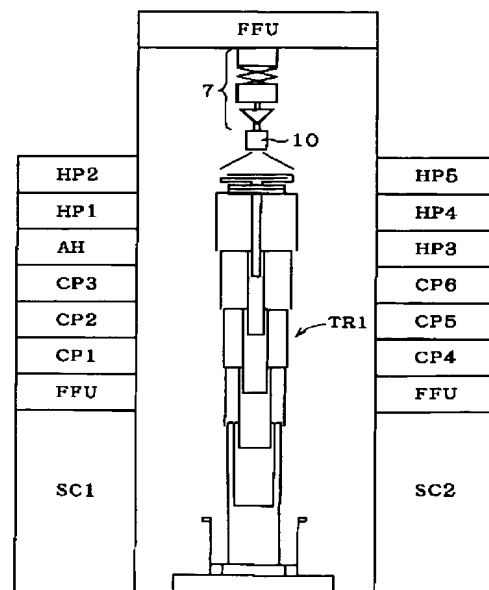 FFU
7
10
HP2
HP1
AH
CP3
CP2
CP1
FFU
SC1
TR1
HP5
HP4
HP3
CP6
CP5
CP4
FFU
SC2